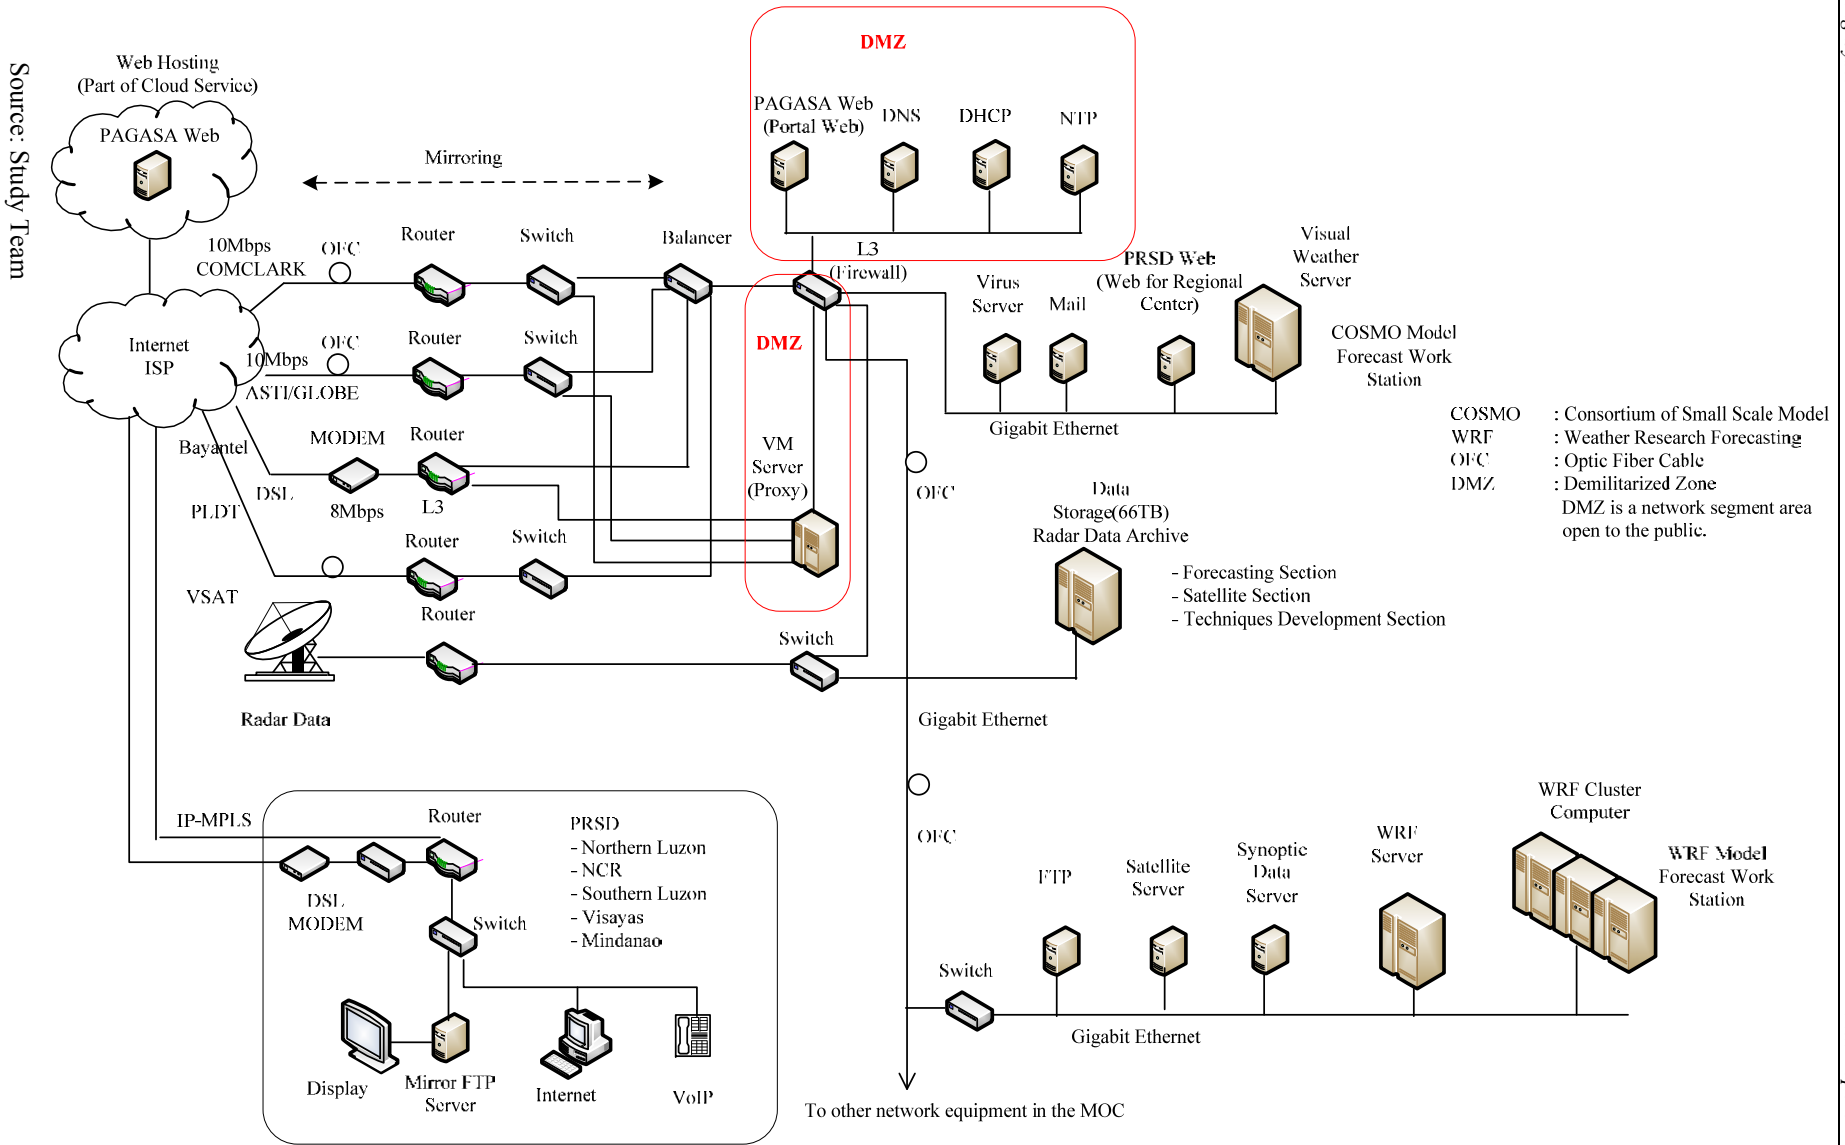 Source: Study Team
Web Hosting
(Part of Cloud Service)
PAGASA Web
Mirroring
DMZ
PAGASA Web
(Portal Web)
DNS
DHCP
NTP
10Mbps
COMCLARK
OFC
Router
Switch
Balancer
L3
(Firewall)
Virus
Server
Mail
PRSD Web
(Web for Regional
Center)
Visual
Weather
Server
COSMO Model
Forecast Work
Station
Gigabit Ethernet
Internet
ISP
10Mbps
ASTI/GLOBE
OFC
Router
Switch
DMZ
VM
Server
(Proxy)
COSMO : Consortium of Small Scale Model
WRF : Weather Research Forecasting
OFC : Optic Fiber Cable
DMZ : Demilitarized Zone
DMZ is a network segment area
open to the public.
Bayantel
DSL
MODEM
8Mbps
Router
L3
PLDT
Router
Switch
OFC
Data
Storage(66TB)
Radar Data Archive
- Forecasting Section
- Satellite Section
- Techniques Development Section
VSAT
Router
Switch
Radar Data
Gigabit Ethernet
IP-MPLS
Router
DSL
MODEM
Switch
PRSD
- Northern Luzon
- NCR
- Southern Luzon
- Visayas
- Mindanao
Display
Mirror FTP
Server
Internet
VoIP
OFC
Switch
FTP
Satellite
Server
Synoptic
Data
Server
WRF
Server
WRF Cluster
Computer
WRF Model
Forecast Work
Station
Gigabit Ethernet
To other network equipment in the MOC